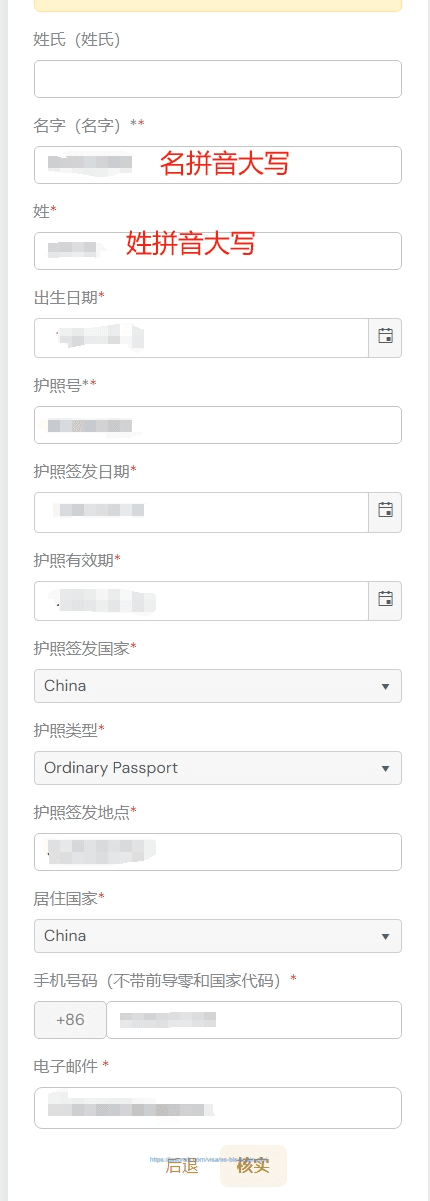 姓氏（姓氏）
名字（名字）**
名拼音大写
姓*
姓拼音大写
出生日期*
护照号**
护照签发日期*
护照有效期*
护照签发国家*
China
护照类型*
Ordinary Passport
护照签发地点*
居住国家*
China
手机号码（不带前导零和国家代码）*
+86
电子邮件 *
后退 核实